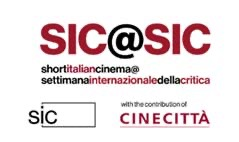 SIC@SIC
shortitaliancinema@
settimanainternazionaledellacritica
sic
with the contribution of
CINECITTÀ